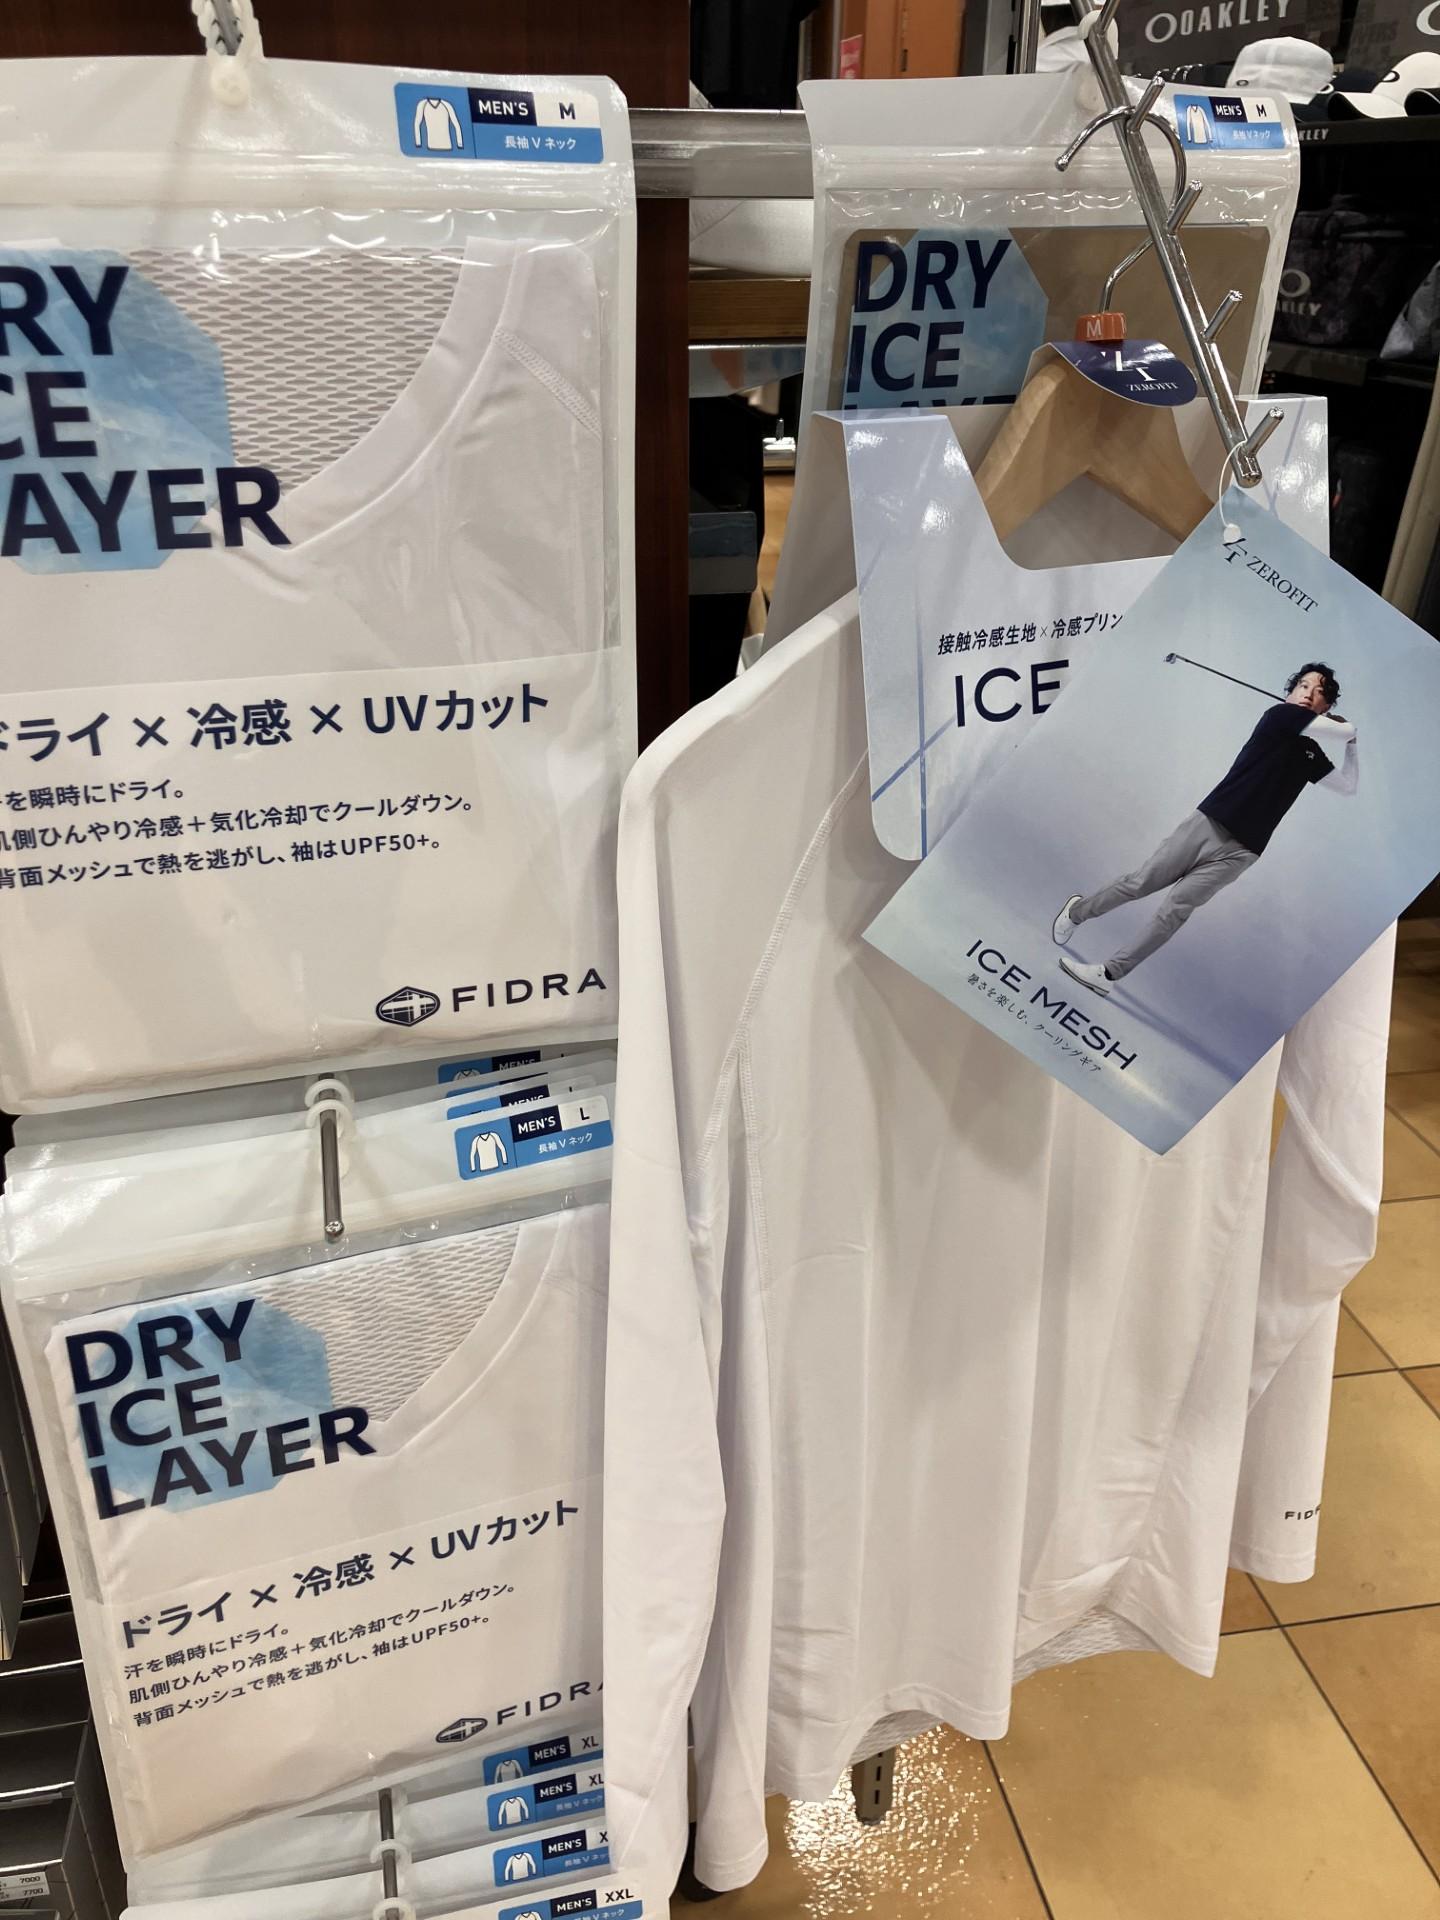 OAKLEY
MEN'S M
長袖Vネック
MEN'S M
長袖Vネック
DRY
ICE
LAYER
DRY
ICE
M
ZEROFIT
ドライ×冷感×UVカット
を瞬時にドライ。
肌側ひんやり冷感＋気化冷却でクールダウン。
背面メッシュで熱を逃がし、袖はUPF50+。
FIDRA
接触冷感生地×冷感プリン
ICE
ZEROFIT
ICE MESH
暑さを楽しむ、クーリングギア
MEN'S
MEN'S L
MEN'S L
長袖Vネック
DRY
ICE
LAYER
ドライ×冷感×UVカット
汗を瞬時にドライ。
肌側ひんやり冷感＋気化冷却でクールダウン。
背面メッシュで熱を逃がし、袖はUPF50+。
FIDRA
FIDR
MEN'S XL
MEN'S XL
長袖Vネック
MEN'S X
長袖Vネック
MEN'S XXL
長袖Vネック
7000
7700